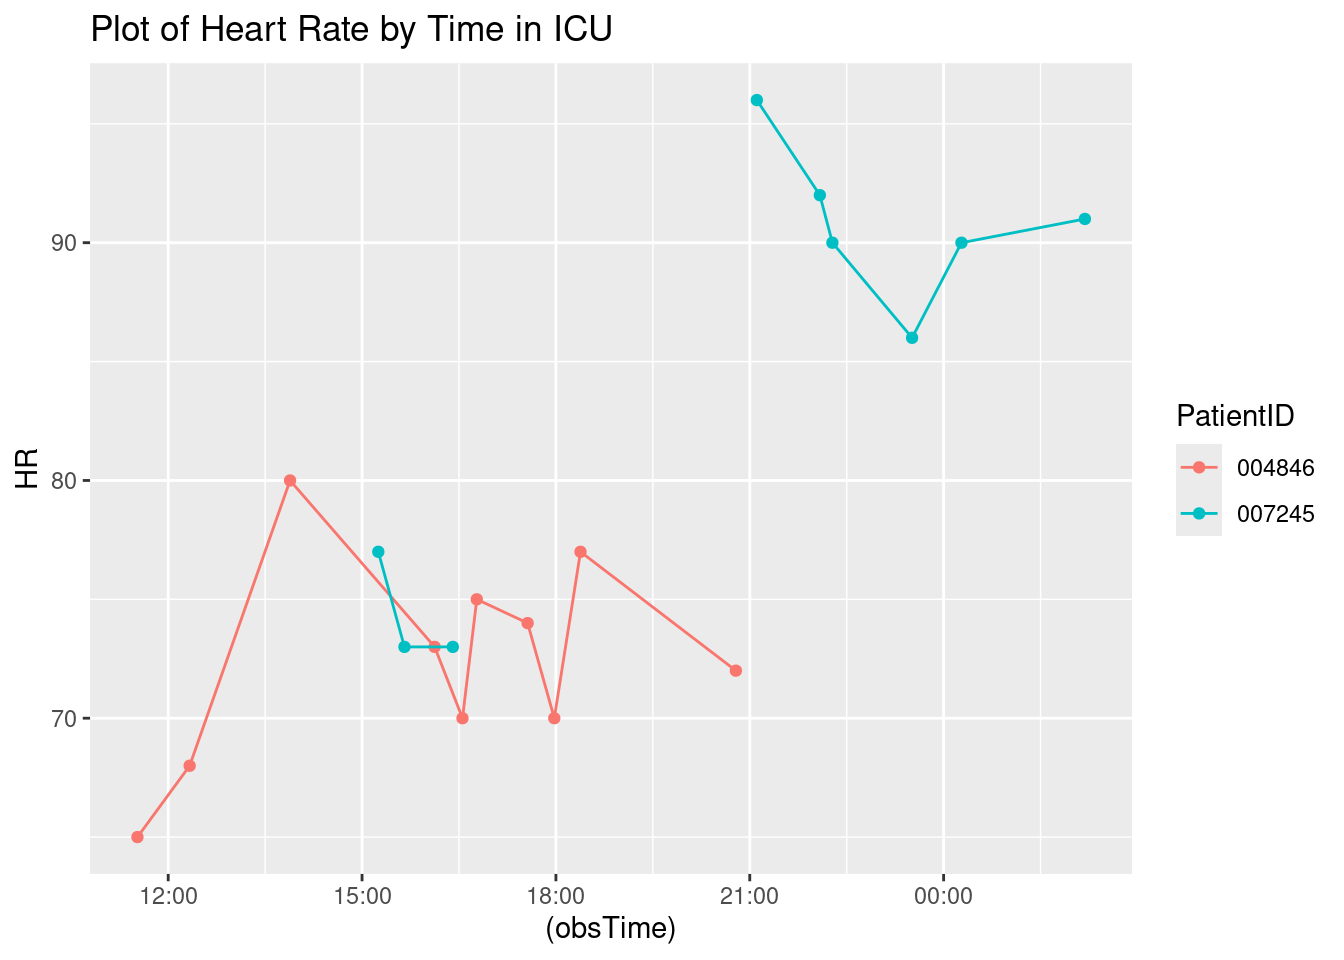 Plot of Heart Rate by Time in ICU
HR
90
80
70
12:00 15:00 18:00 21:00 00:00
(obsTime)
PatientID
004846
007245